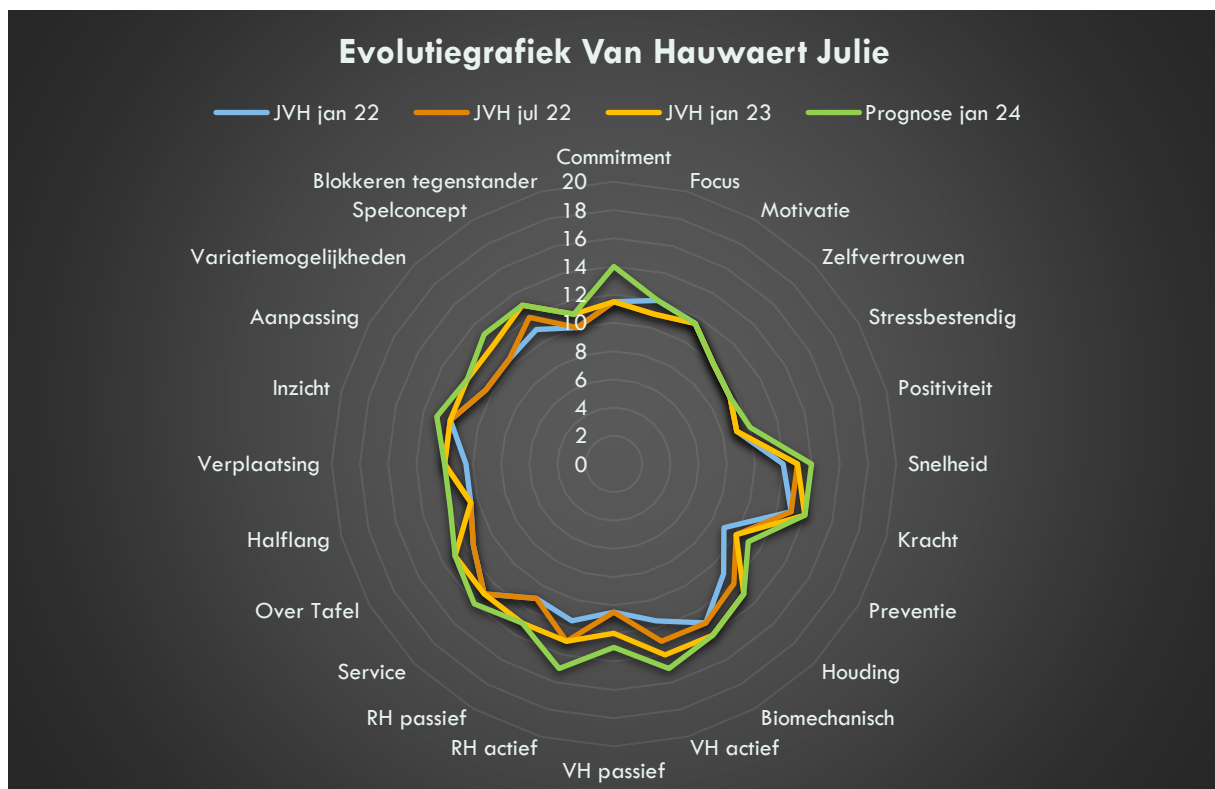 Evolutiegrafiek Van Hauwaert Julie
JVH jan 22 JVH jul 22 JVH jan 23 Prognose jan 24
Commitment
Focus
Motivatie
Zelfvertrouwen
Stressbestendig
Positiviteit
Snelheid
Kracht
Preventie
Houding
Biomechanisch
VH actief
VH passief
RH actief
RH passief
Service
Over Tafel
Halflang
Verplaatsing
Inzicht
Aanpassing
Variatiemogelijkheden
Spelconcept
Blokkeren tegenstander
20
18
16
14
12
10
8
6
4
2
0